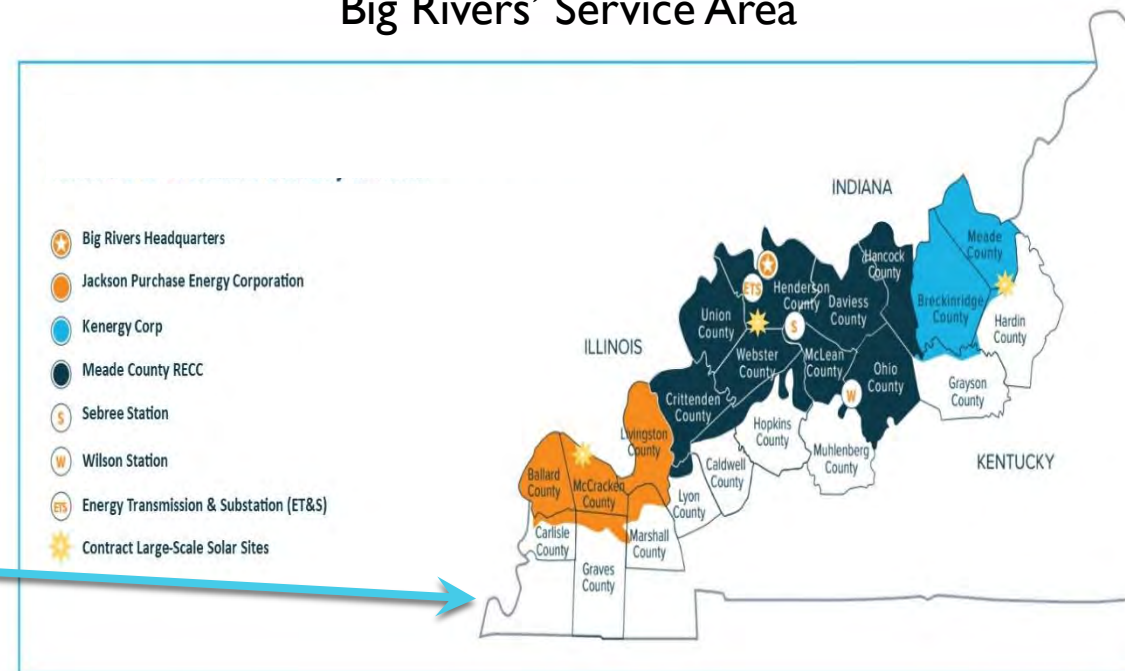 Big Rivers' Service Area
Big Rivers Headquarters
Jackson Purchase Energy Corporation
Kenergy Corp
Meade County RECC
S
Sebree Station
W
Wilson Station
ETS
Energy Transmission & Substation (ET&S)
Contract Large-Scale Solar Sites
INDIANA
ILLINOIS
KENTUCKY
Meade
County
Hancock
County
Breckinridge
County
Hardin
County
ETS
Henderson
County
Daviess
County
Union
County
S
Webster
County
McLean
County
Ohio
County
Grayson
County
W
Crittenden
County
Hopkins
County
Muhlenberg
County
Livingston
County
Caldwell
County
Lyon
County
Ballard
County
McCracken
County
Carlisle
County
Marshall
County
Graves
County